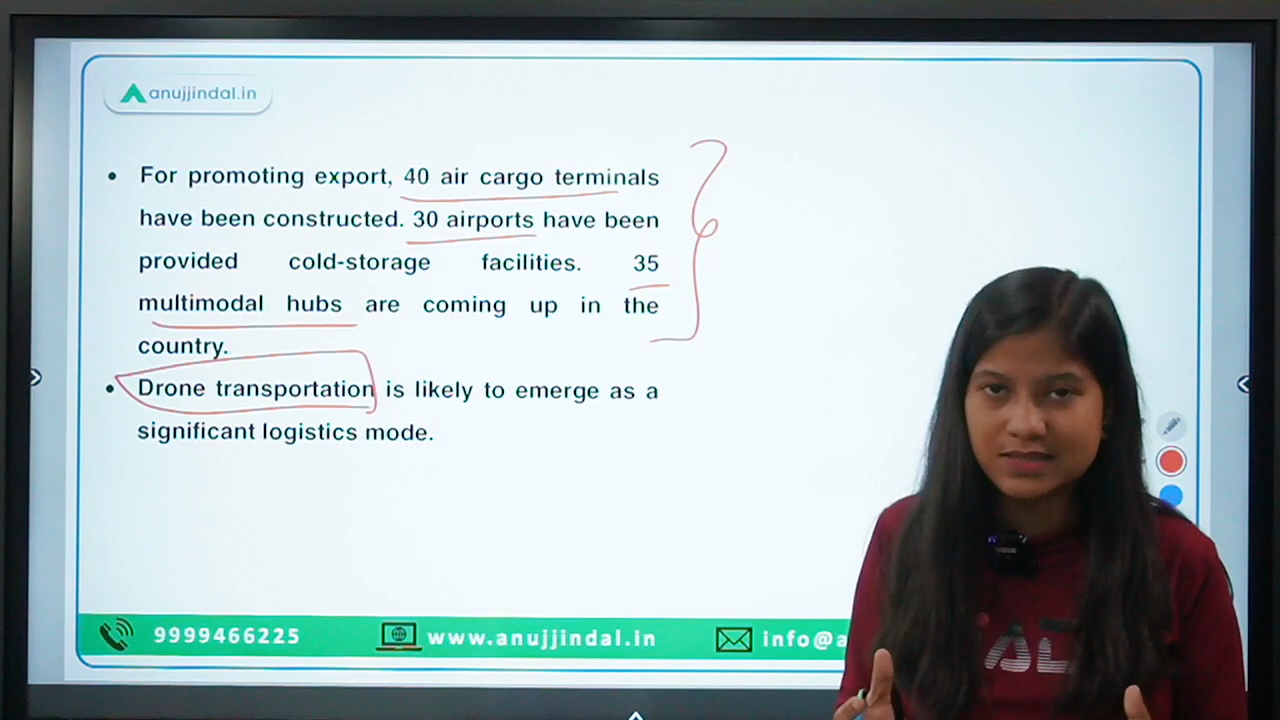 anujjindal.in
• For promoting export, 40 air cargo terminals
have been constructed. 30 airports have been
provided cold-storage facilities. 35
multimodal hubs are coming up in the
country.
• Drone transportation is likely to emerge as a
significant logistics mode.
9999466225 www.anujjindal.in info@a